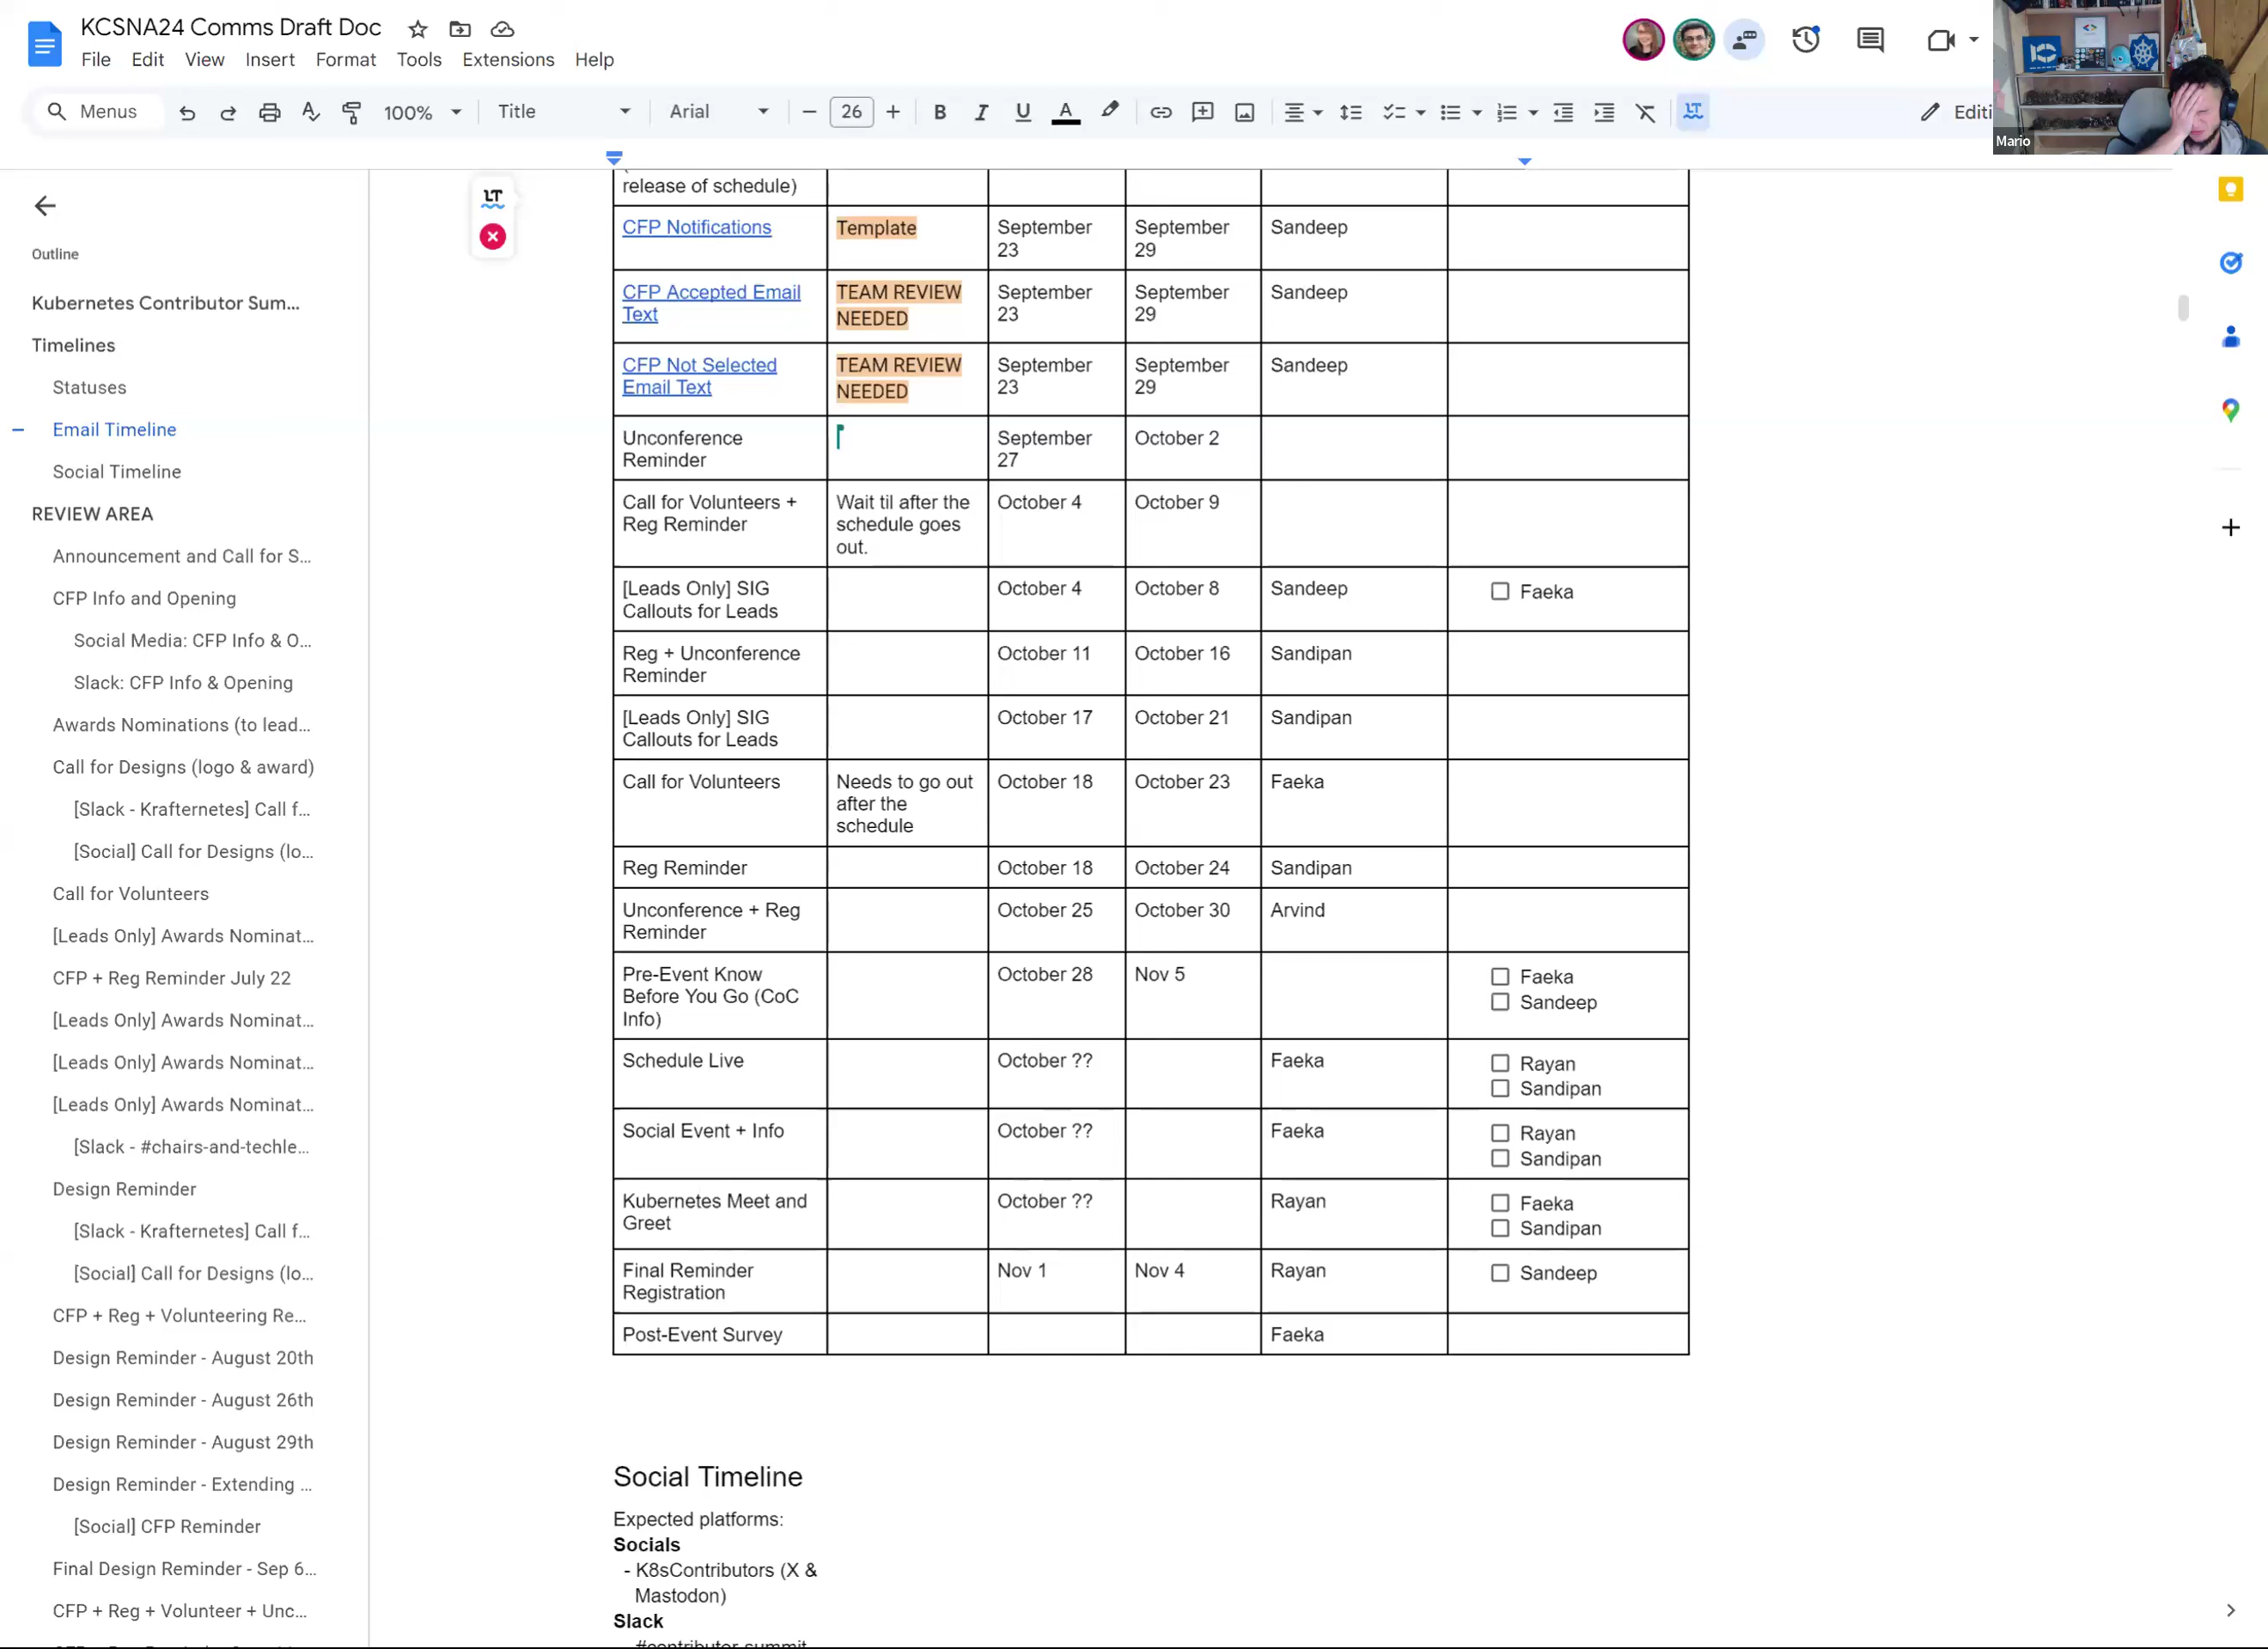 KCSNA24 Comms Draft Doc
File Edit View Insert Format Tools Extensions Help
Menus 100% Title Arial 26
Mario
Outline
Kubernetes Contributor Sum...
Timelines
Statuses
Email Timeline
Social Timeline
REVIEW AREA
Announcement and Call for S...
CFP Info and Opening
Social Media: CFP Info & O...
Slack: CFP Info & Opening
Awards Nominations (to lead...
Call for Designs (logo & award)
[Slack - Krafternetes] Call f...
[Social] Call for Designs (lo...
Call for Volunteers
[Leads Only] Awards Nominat...
CFP + Reg Reminder July 22
[Leads Only] Awards Nominat...
[Leads Only] Awards Nominat...
[Leads Only] Awards Nominat...
[Slack - #chairs-and-techle...
Design Reminder
[Slack - Krafternetes] Call f...
[Social] Call for Designs (lo...
CFP + Reg + Volunteering Re...
Design Reminder - August 20th
Design Reminder - August 26th
Design Reminder - August 29th
Design Reminder - Extending ...
[Social] CFP Reminder
Final Design Reminder - Sep 6...
CFP + Reg + Volunteer + Unc...
release of schedule)
CFP Notifications Template September 23 September 29 Sandeep
CFP Accepted Email Text TEAM REVIEW NEEDED September 23 September 29 Sandeep
CFP Not Selected Email Text TEAM REVIEW NEEDED September 23 September 29 Sandeep
Unconference Reminder September 27 October 2
Call for Volunteers + Reg Reminder Wait til after the schedule goes out. October 4 October 9
[Leads Only] SIG Callouts for Leads October 4 October 8 Sandeep Faeka
Reg + Unconference Reminder October 11 October 16 Sandipan
[Leads Only] SIG Callouts for Leads October 17 October 21 Sandipan
Call for Volunteers Needs to go out after the schedule October 18 October 23 Faeka
Reg Reminder October 18 October 24 Sandipan
Unconference + Reg Reminder October 25 October 30 Arvind
Pre-Event Know Before You Go (CoC Info) October 28 Nov 5 Faeka Sandeep
Schedule Live October ?? Faeka Rayan Sandipan
Social Event + Info October ?? Faeka Rayan Sandipan
Kubernetes Meet and Greet October ?? Rayan Faeka Sandipan
Final Reminder Registration Nov 1 Nov 4 Rayan Sandeep
Post-Event Survey Faeka
Social Timeline
Expected platforms:
Socials
- K8sContributors (X &
Mastodon)
Slack
#contributor-summit